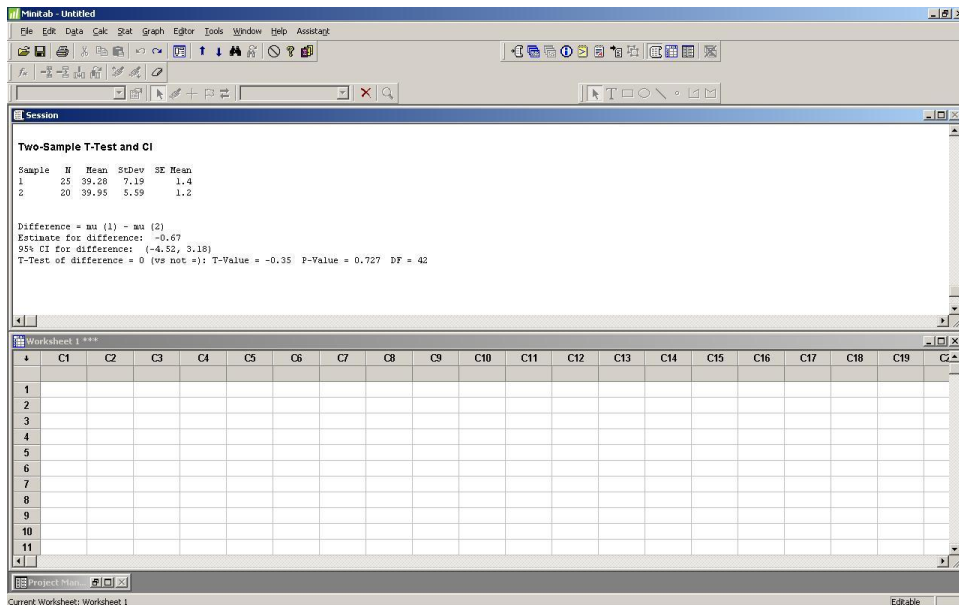 Minitab - Untitled
File Edit Data Calc Stat Graph Editor Tools Window Help Assistant
Session
Two-Sample T-Test and CI
Sample N Mean StDev SE Mean
1 25 39.28 7.19 1.4
2 20 39.95 5.59 1.2
Difference = mu (1) - mu (2)
Estimate for difference: -0.67
95% CI for difference: (-4.52, 3.18)
T-Test of difference = 0 (vs not =): T-Value = -0.35 P-Value = 0.727 DF = 42
Worksheet 1 ***
C1 C2 C3 C4 C5 C6 C7 C8 C9 C10 C11 C12 C13 C14 C15 C16 C17 C18 C19
1
2
3
4
5
6
7
8
9
10
11
Project Man...
Current Worksheet: Worksheet 1
Editable